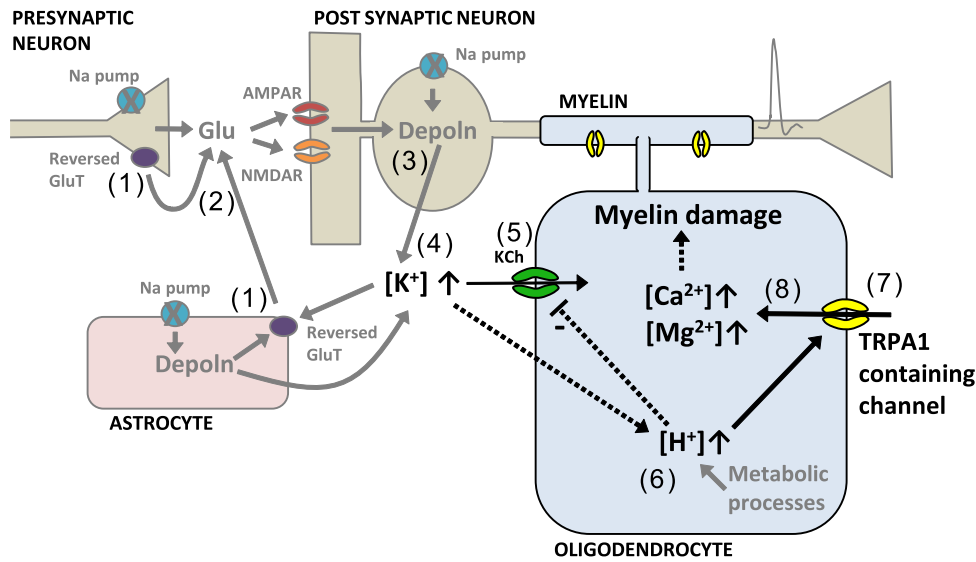 PRESYNAPTIC
NEURON
POST SYNAPTIC NEURON
Na pump
Na pump
AMPAR
MYELIN
Glu
Depoln
Reversed
GluT
(1)
NMDAR
(3)
(2)
Myelin damage
(4)
(5)
KCh
[K⁺] ↑
Na pump
(1)
[Ca²⁺]↑
(8)
(7)
[Mg²⁺]↑
Reversed
GluT
-
TRPA1
containing
channel
Depoln
ASTROCYTE
[H⁺]↑
(6)
Metabolic
processes
OLIGODENDROCYTE